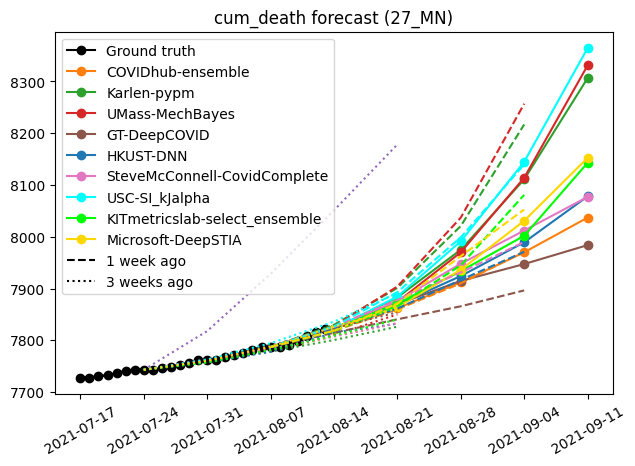 cum_death forecast (27_MN)
Ground truth
COVIDhub-ensemble
Karlen-pypm
UMass-MechBayes
GT-DeepCOVID
HKUST-DNN
SteveMcConnell-CovidComplete
USC-SI_kJalpha
KITmetricslab-select_ensemble
Microsoft-DeepSTIA
1 week ago
3 weeks ago
8300
8200
8100
8000
7900
7800
7700
2021-07-17
2021-07-24
2021-07-31
2021-08-07
2021-08-14
2021-08-21
2021-08-28
2021-09-04
2021-09-11